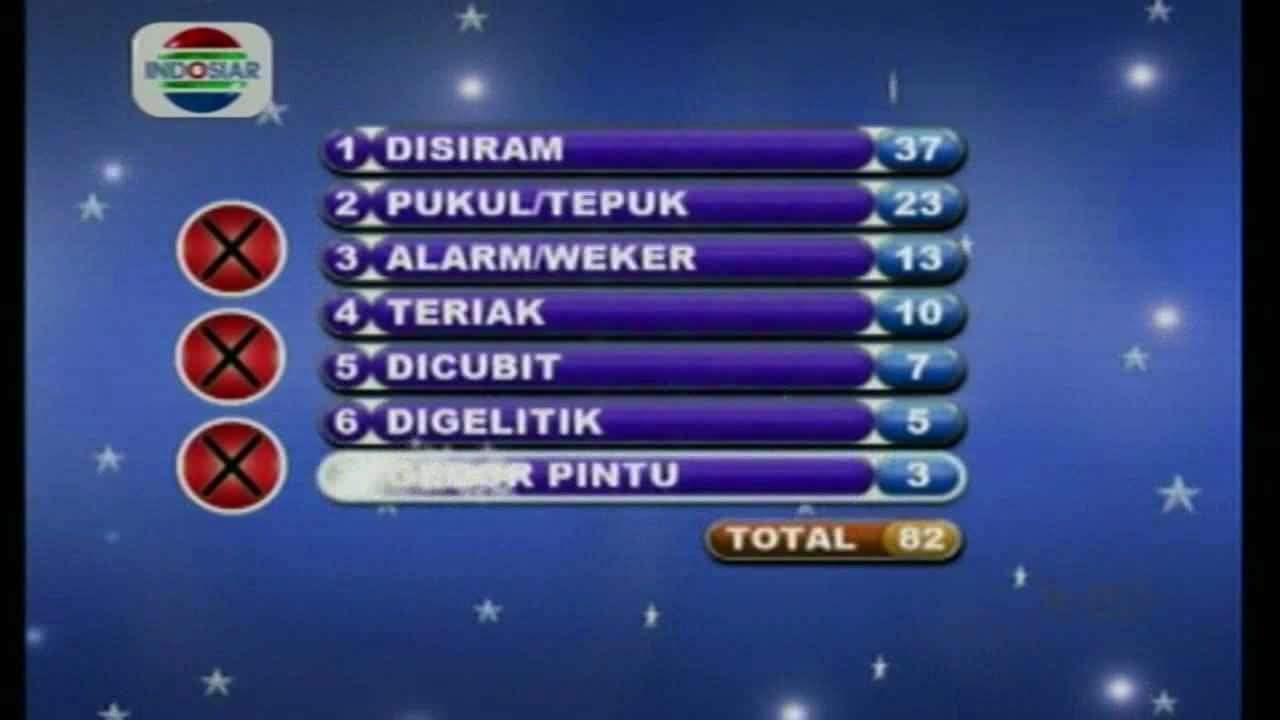 INDOSIAR
1 DISIRAM 37
2 PUKUL/TEPUK 23
3 ALARM/WEKER 13
4 TERIAK 10
5 DICUBIT 7
6 DIGELITIK 5
PINTU 3
TOTAL 82